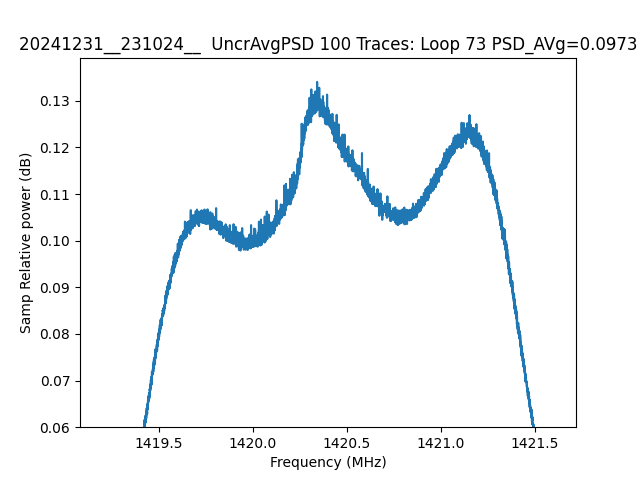 20241231__231024__  UncrAvgPSD 100 Traces: Loop 73 PSD_AVg=0.0973
Samp Relative power (dB)
0.13
0.12
0.11
0.10
0.09
0.08
0.07
0.06
1419.5 1420.0 1420.5 1421.0 1421.5
Frequency (MHz)